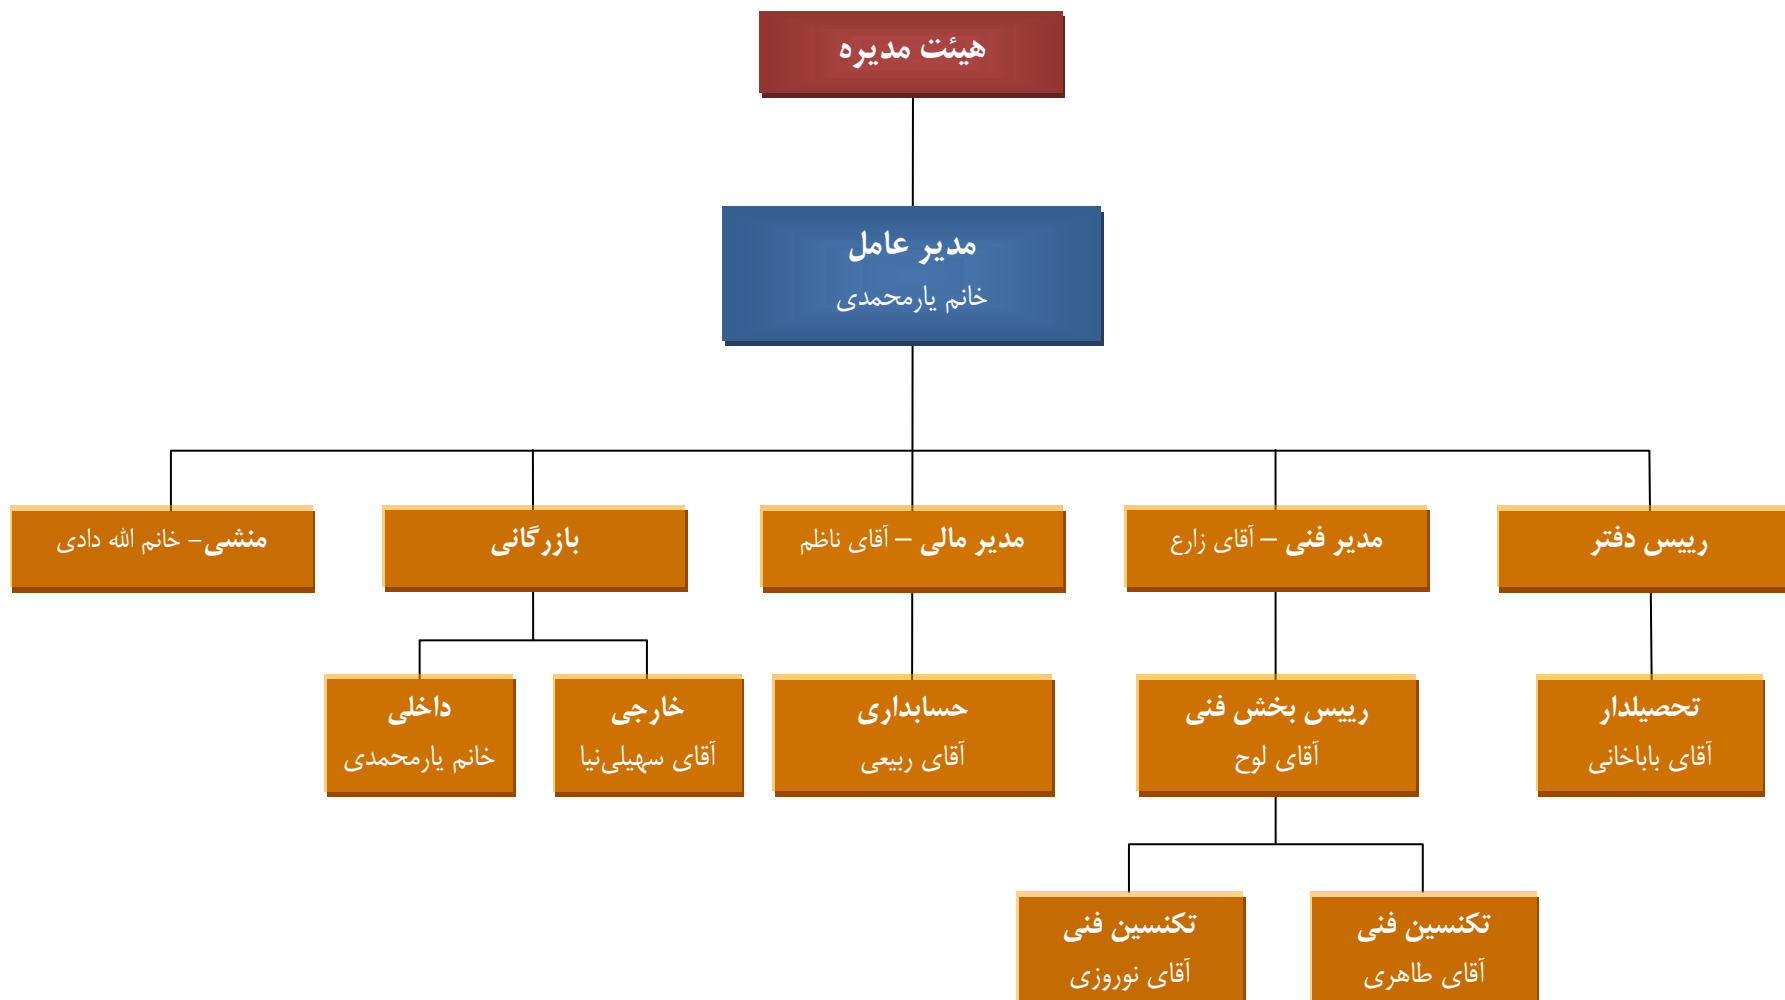 هیئت مدیره
مدیر عامل
خانم یارمحمدی
رییس دفتر
مدیر فنی – آقای زارع
مدیر مالی – آقای ناظم
بازرگانی
منشی- خانم الله دادی
تحصیلدار
آقای باباخانی
رییس بخش فنی
آقای لوح
حسابداری
آقای ربیعی
خارجی
آقای سهیلی‌نیا
داخلی
خانم یارمحمدی
تکنسین فنی
آقای طاهری
تکنسین فنی
آقای نوروزی